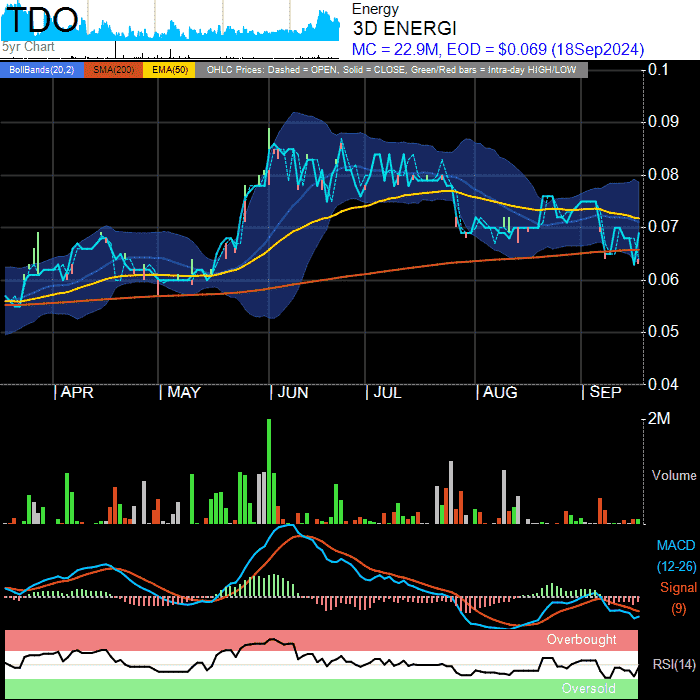 TDO
5yr Chart
Energy
3D ENERGI
MC = 22.9M, EOD = $0.069 (18Sep2024)
BollBands(20,2) SMA(200) EMA(50) OHLC Prices: Dashed = OPEN, Solid = CLOSE, Green/Red bars = Intra-day HIGH/LOW
0.1
0.09
0.08
0.07
0.06
0.05
0.04
APR MAY JUN JUL AUG SEP
2M
Volume
MACD
(12-26)
Signal
(9)
Overbought
RSI(14)
Oversold